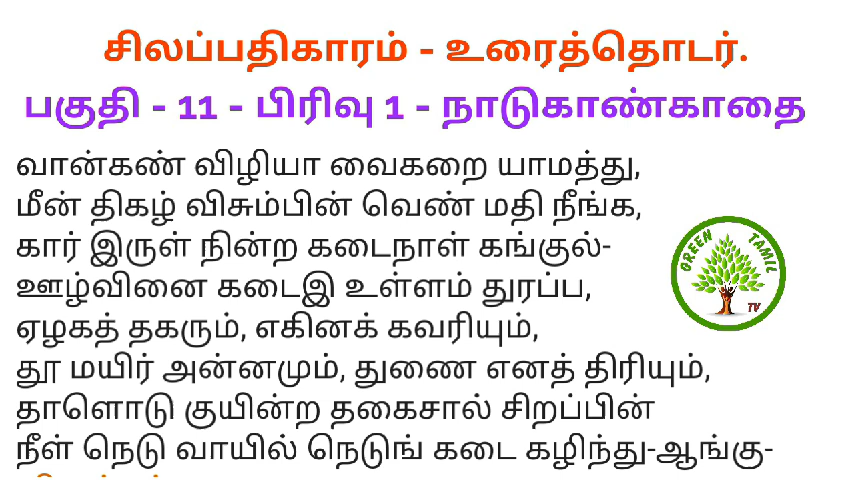 சிலப்பதிகாரம் - உரைத்தொடர்.
பகுதி - 11 - பிரிவு 1 - நாடுகாண்காதை
வான்கண் விழியா வைகறை யாமத்து,
மீன் திகழ் விசும்பின் வெண் மதி நீங்க,
கார் இருள் நின்ற கடைநாள் கங்குல்-
ஊழ்வினை கடைஇ உள்ளம் துரப்ப,
ஏழகத் தகரும், எகினக் கவரியும்,
தூ மயிர் அன்னமும், துணை எனத் திரியும்,
தாளொடு குயின்ற தகைசால் சிறப்பின்
நீள் நெடு வாயில் நெடுங் கடை கழிந்து-ஆங்கு-
GREEN TAMIL
TV